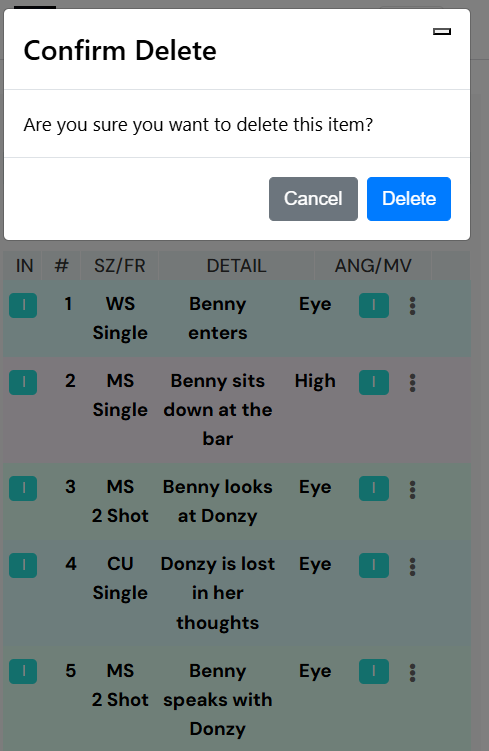 Confirm Delete
Are you sure you want to delete this item?
Cancel Delete
IN # SZ/FR DETAIL ANG/MV
I 1 WS Benny Eye I
Single enters
I 2 MS Benny sits High I
Single down at the
bar
I 3 MS Benny looks Eye I
2 Shot at Donzy
I 4 CU Donzy is lost Eye I
Single in her
thoughts
I 5 MS Benny Eye I
2 Shot speaks with
Donzy